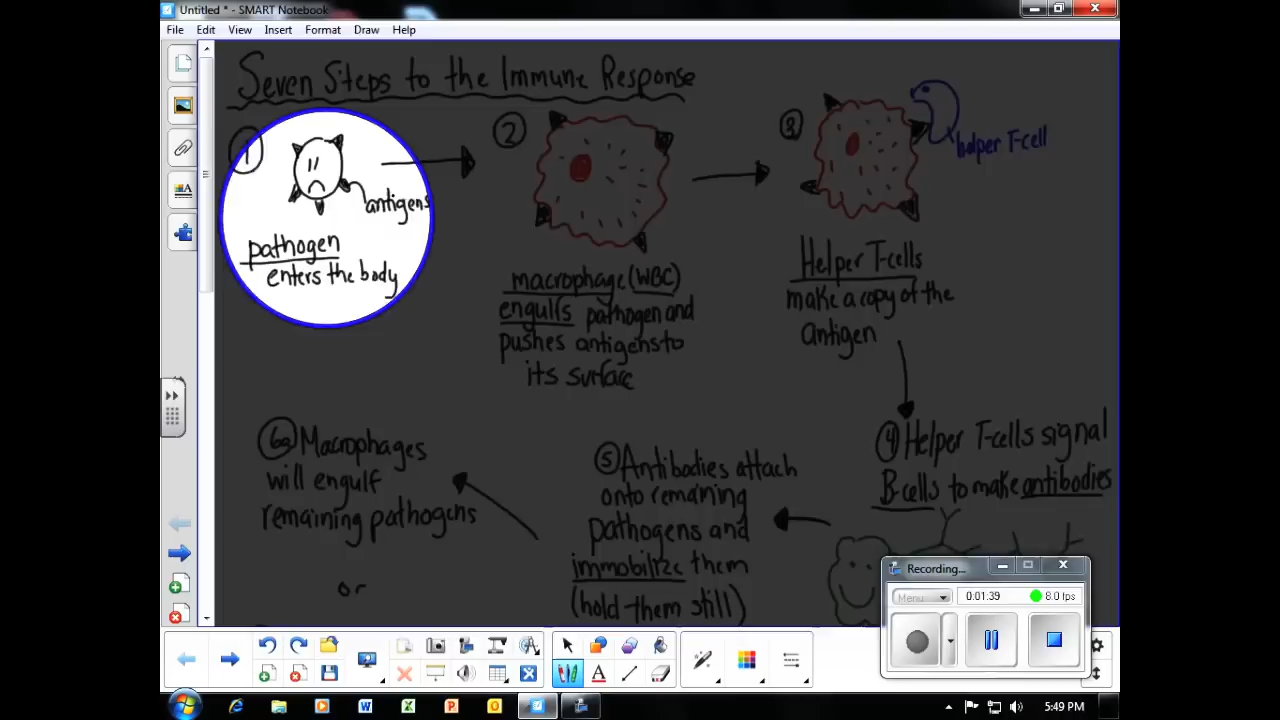 Untitled * - SMART Notebook
File Edit View Insert Format Draw Help
Seven Steps to the Immune Response
1
antigens
pathogen
enters the body
2
macrophage (WBC)
engulfs pathogen and
pushes antigens to
its surface
3
helper T-cell
Helper T-cells
make a copy of the
antigen
4 Helper T-cells signal
B-cells to make antibodies
5 Antibodies attach
onto remaining
pathogens and
immobilize them
(hold them still)
6a Macrophages
will engulf
remaining pathogens
or
Recording...
Menu 0:01:39 8.0 fps
5:49 PM